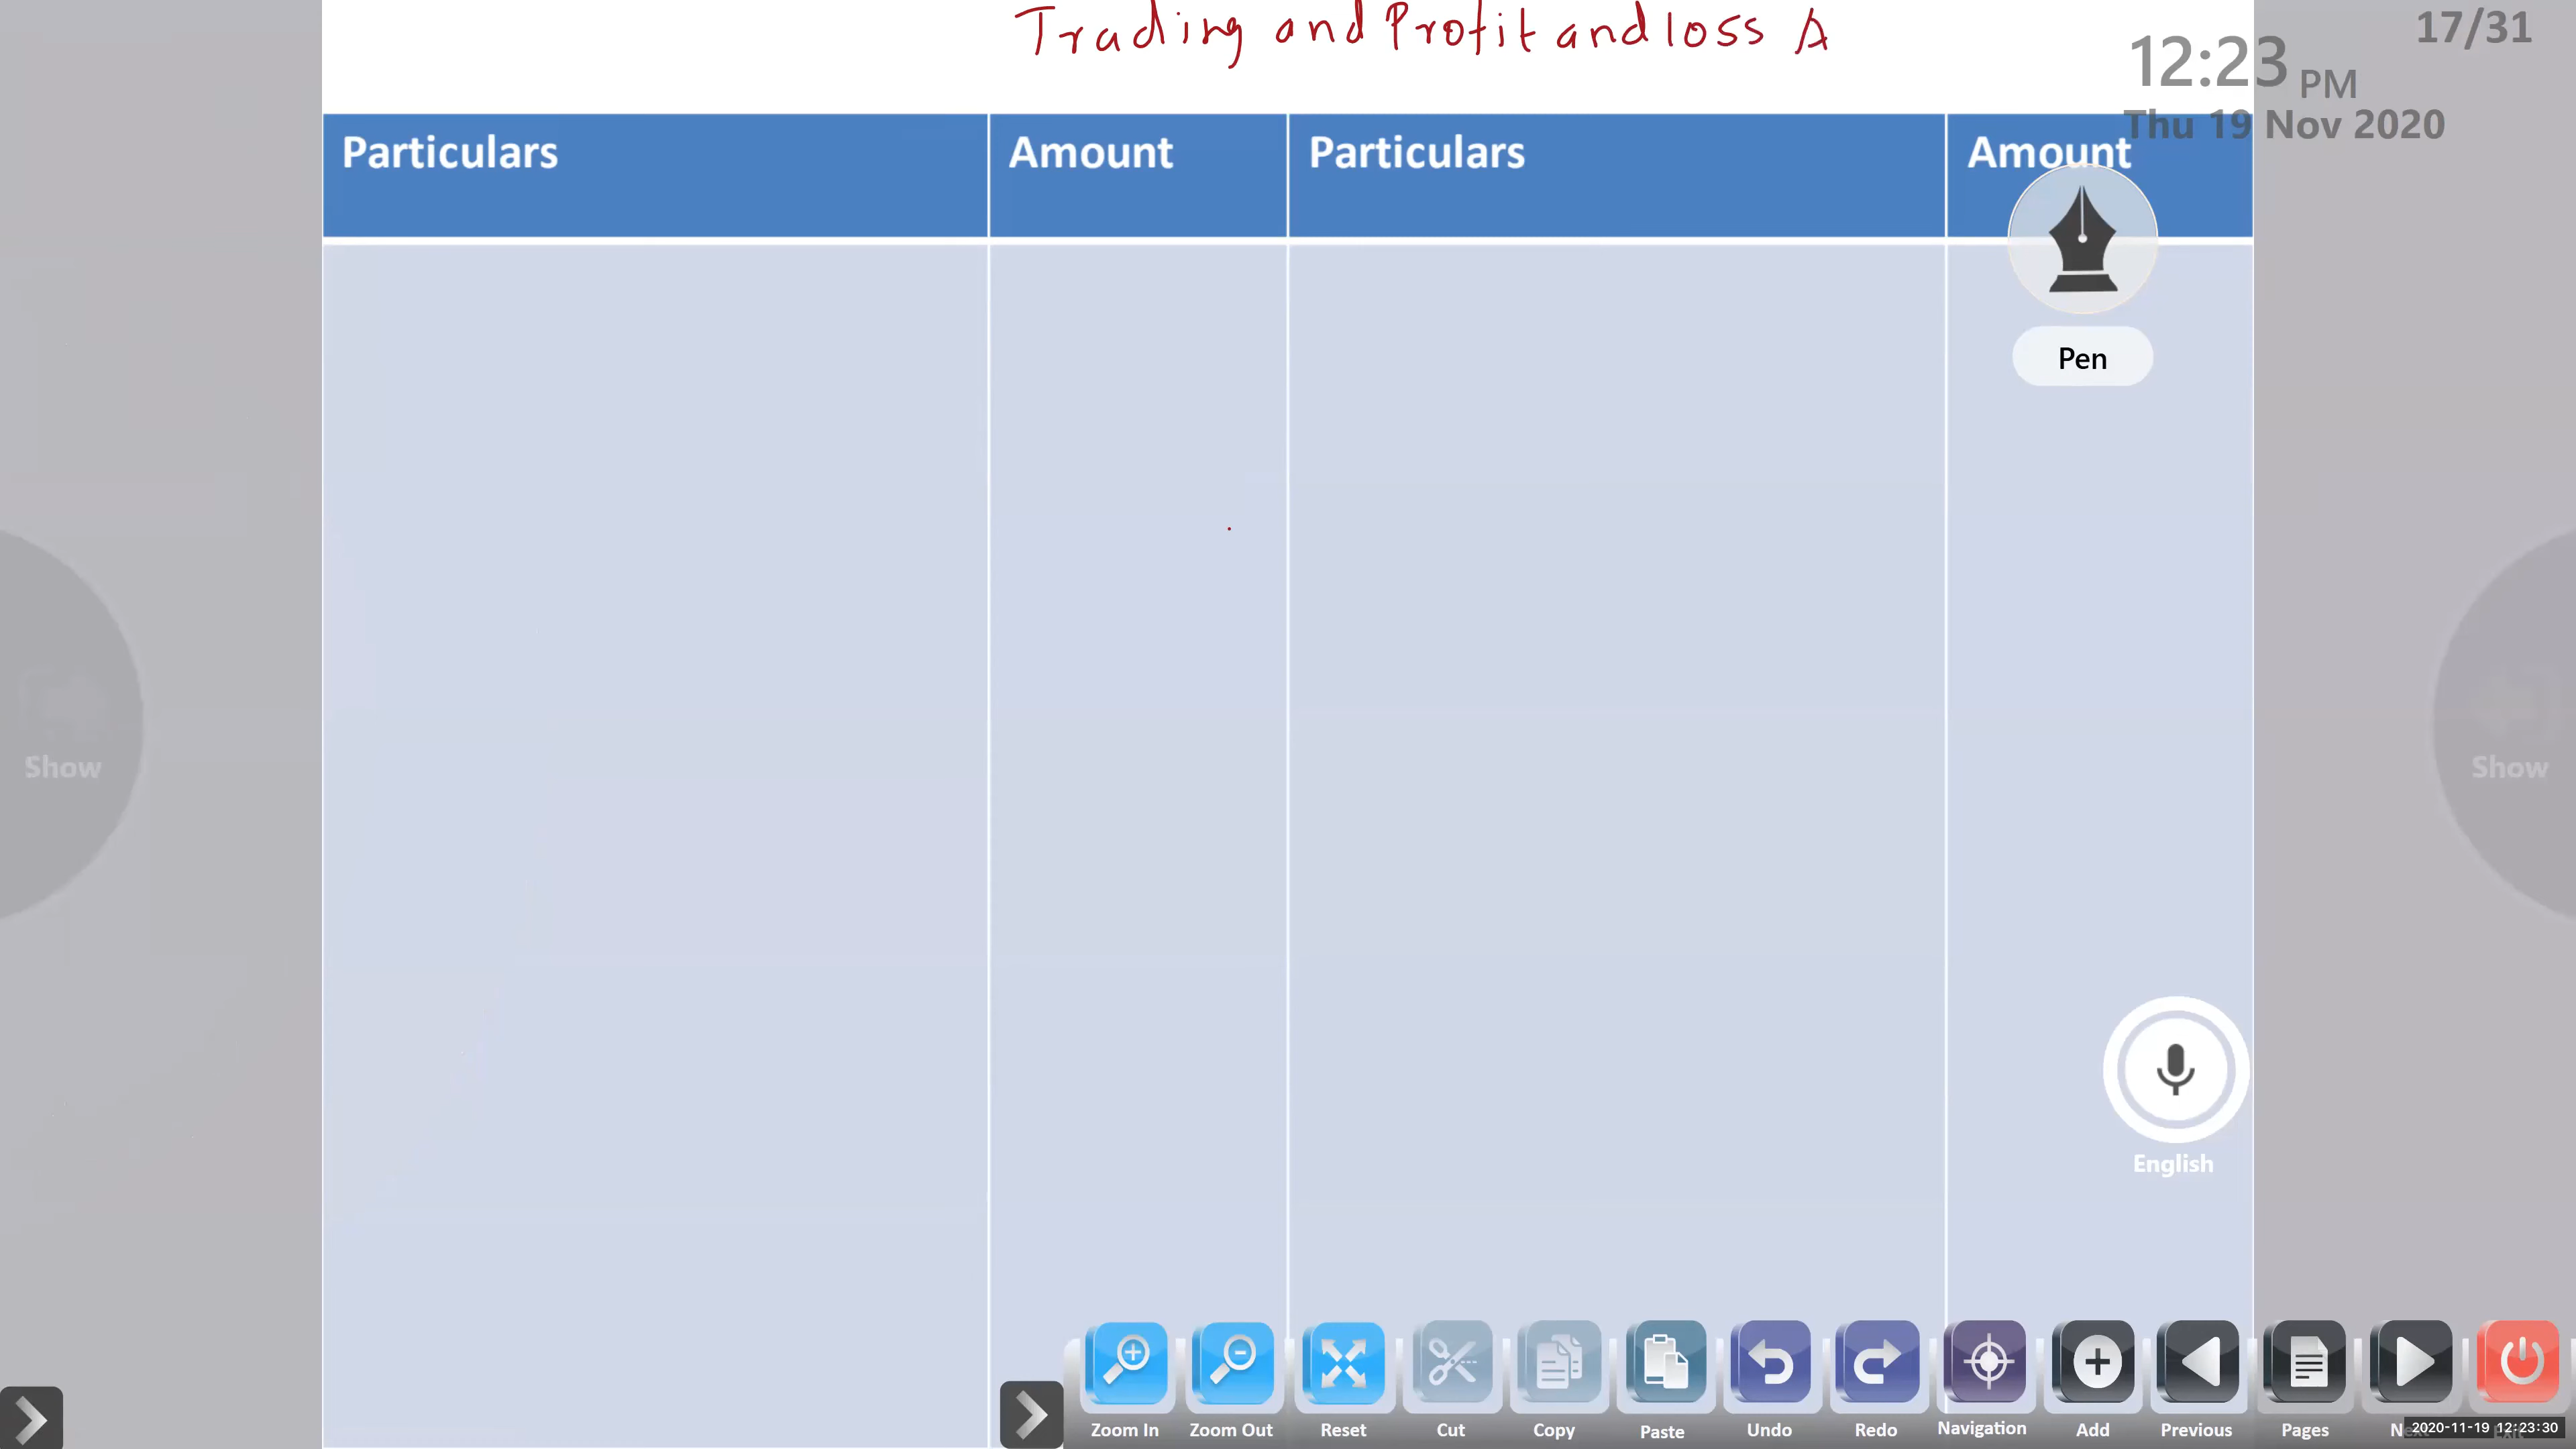 Trading and Profit and loss A
17/31
12:23 PM
Thu 19 Nov 2020
Particulars Amount Particulars Amount
Pen
Show Show
English
Zoom In Zoom Out Reset Cut Copy Paste Undo Redo Navigation Add Previous Pages
2020-11-19 12:23:30